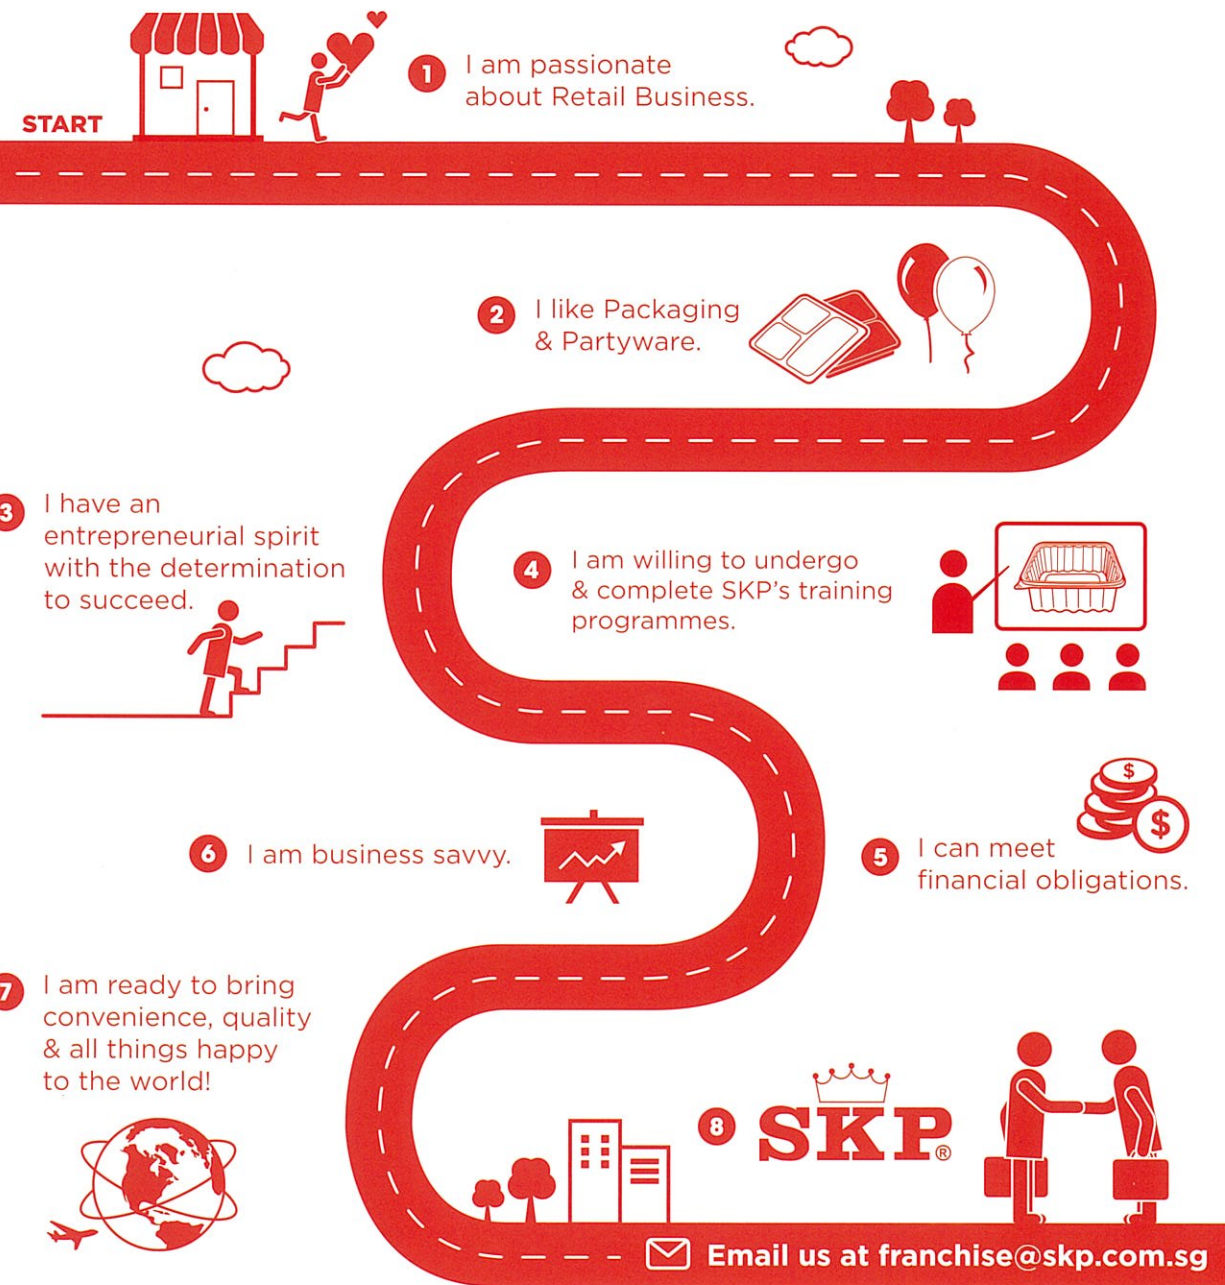 START
1 I am passionate
about Retail Business.
2 I like Packaging
& Partyware.
3 I have an
entrepreneurial spirit
with the determination
to succeed.
4 I am willing to undergo
& complete SKP's training
programmes.
$
$
5 I can meet
financial obligations.
6 I am business savvy.
7 I am ready to bring
convenience, quality
& all things happy
to the world!
8 SKP®
Email us at franchise@skp.com.sg